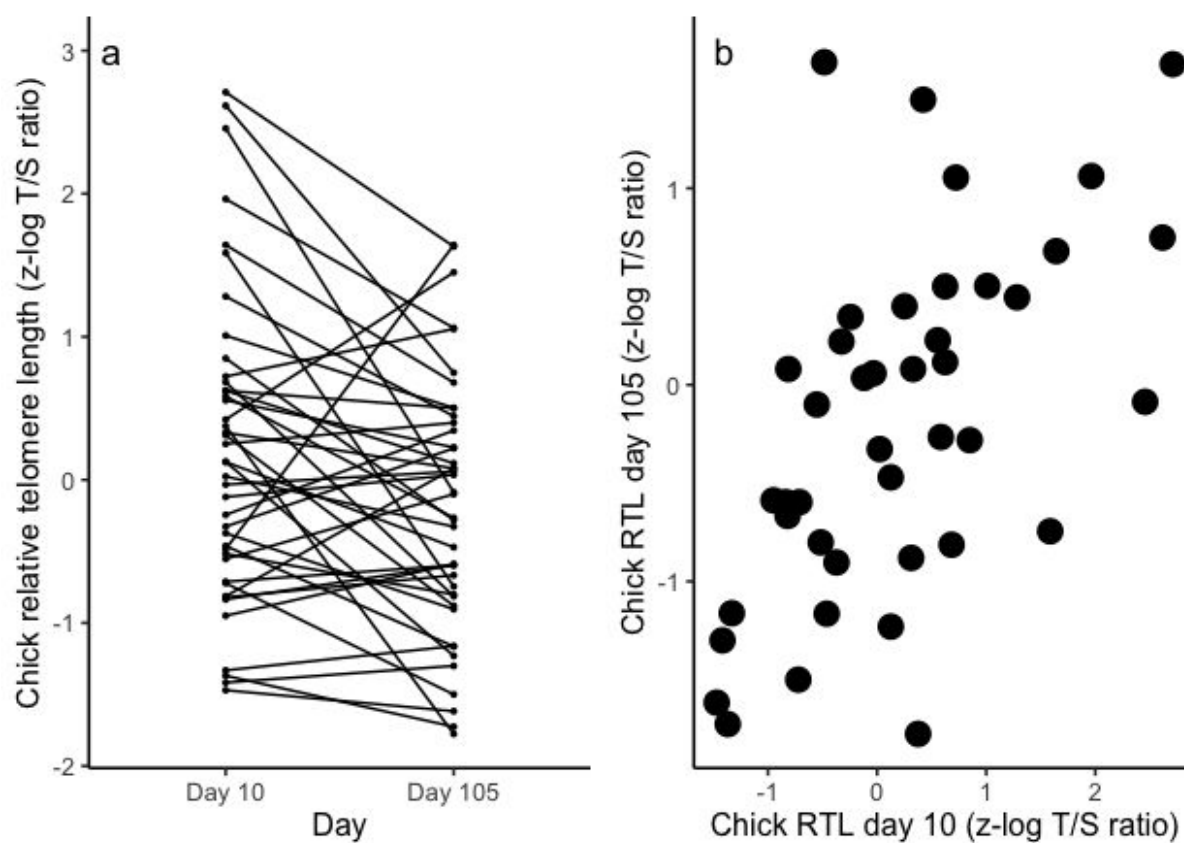 a
Chick relative telomere length (z-log T/S ratio)
3
2
1
0
-1
-2
Day 10
Day 105
Day
b
Chick RTL day 105 (z-log T/S ratio)
1
0
-1
-1
0
1
2
Chick RTL day 10 (z-log T/S ratio)